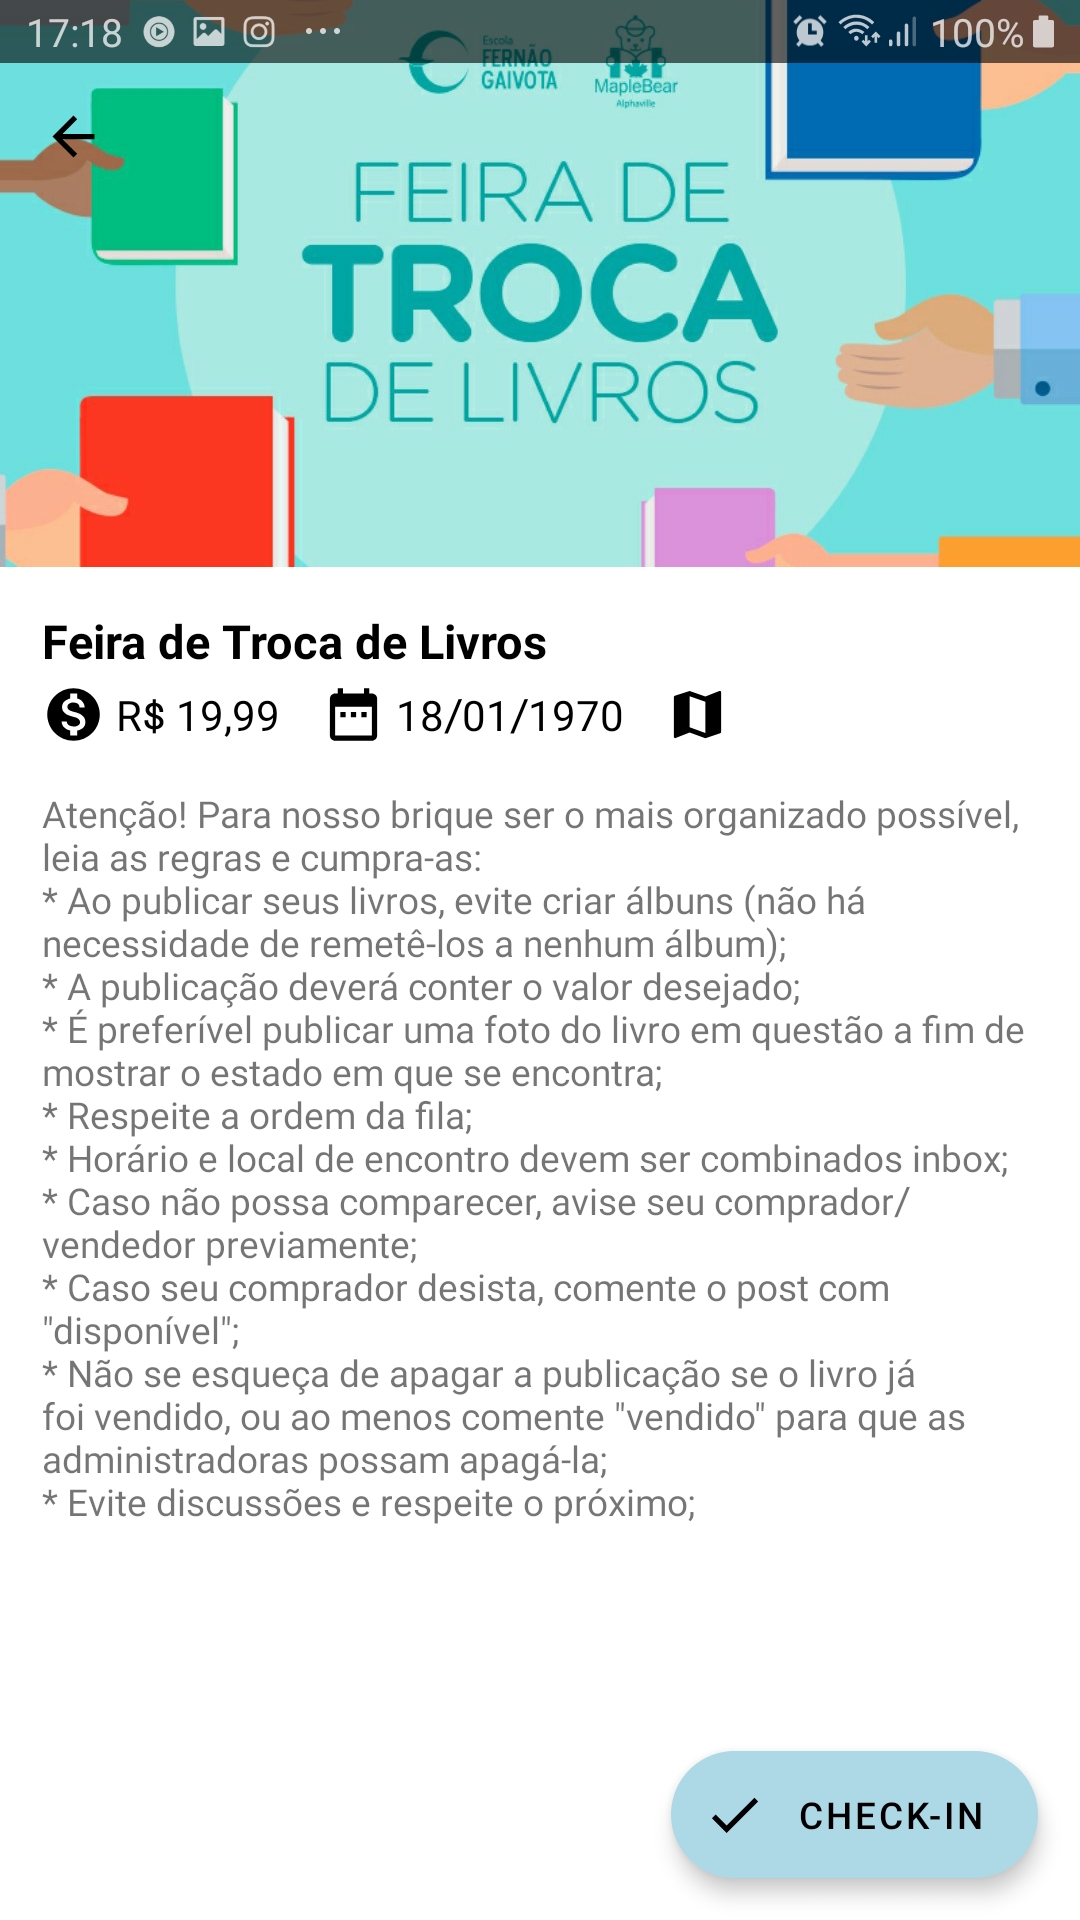 17:18
100%
Escola
FERNÃO
GAIVOTA
MapleBear
Alphaville
FEIRA DE
TROCA
DE LIVROS
Feira de Troca de Livros
R$ 19,99 18/01/1970
Atenção! Para nosso brique ser o mais organizado possível,
leia as regras e cumpra-as:
* Ao publicar seus livros, evite criar álbuns (não há
necessidade de remetê-los a nenhum álbum);
* A publicação deverá conter o valor desejado;
* É preferível publicar uma foto do livro em questão a fim de
mostrar o estado em que se encontra;
* Respeite a ordem da fila;
* Horário e local de encontro devem ser combinados inbox;
* Caso não possa comparecer, avise seu comprador/
vendedor previamente;
* Caso seu comprador desista, comente o post com
"disponível";
* Não se esqueça de apagar a publicação se o livro já
foi vendido, ou ao menos comente "vendido" para que as
administradoras possam apagá-la;
* Evite discussões e respeite o próximo;
CHECK-IN